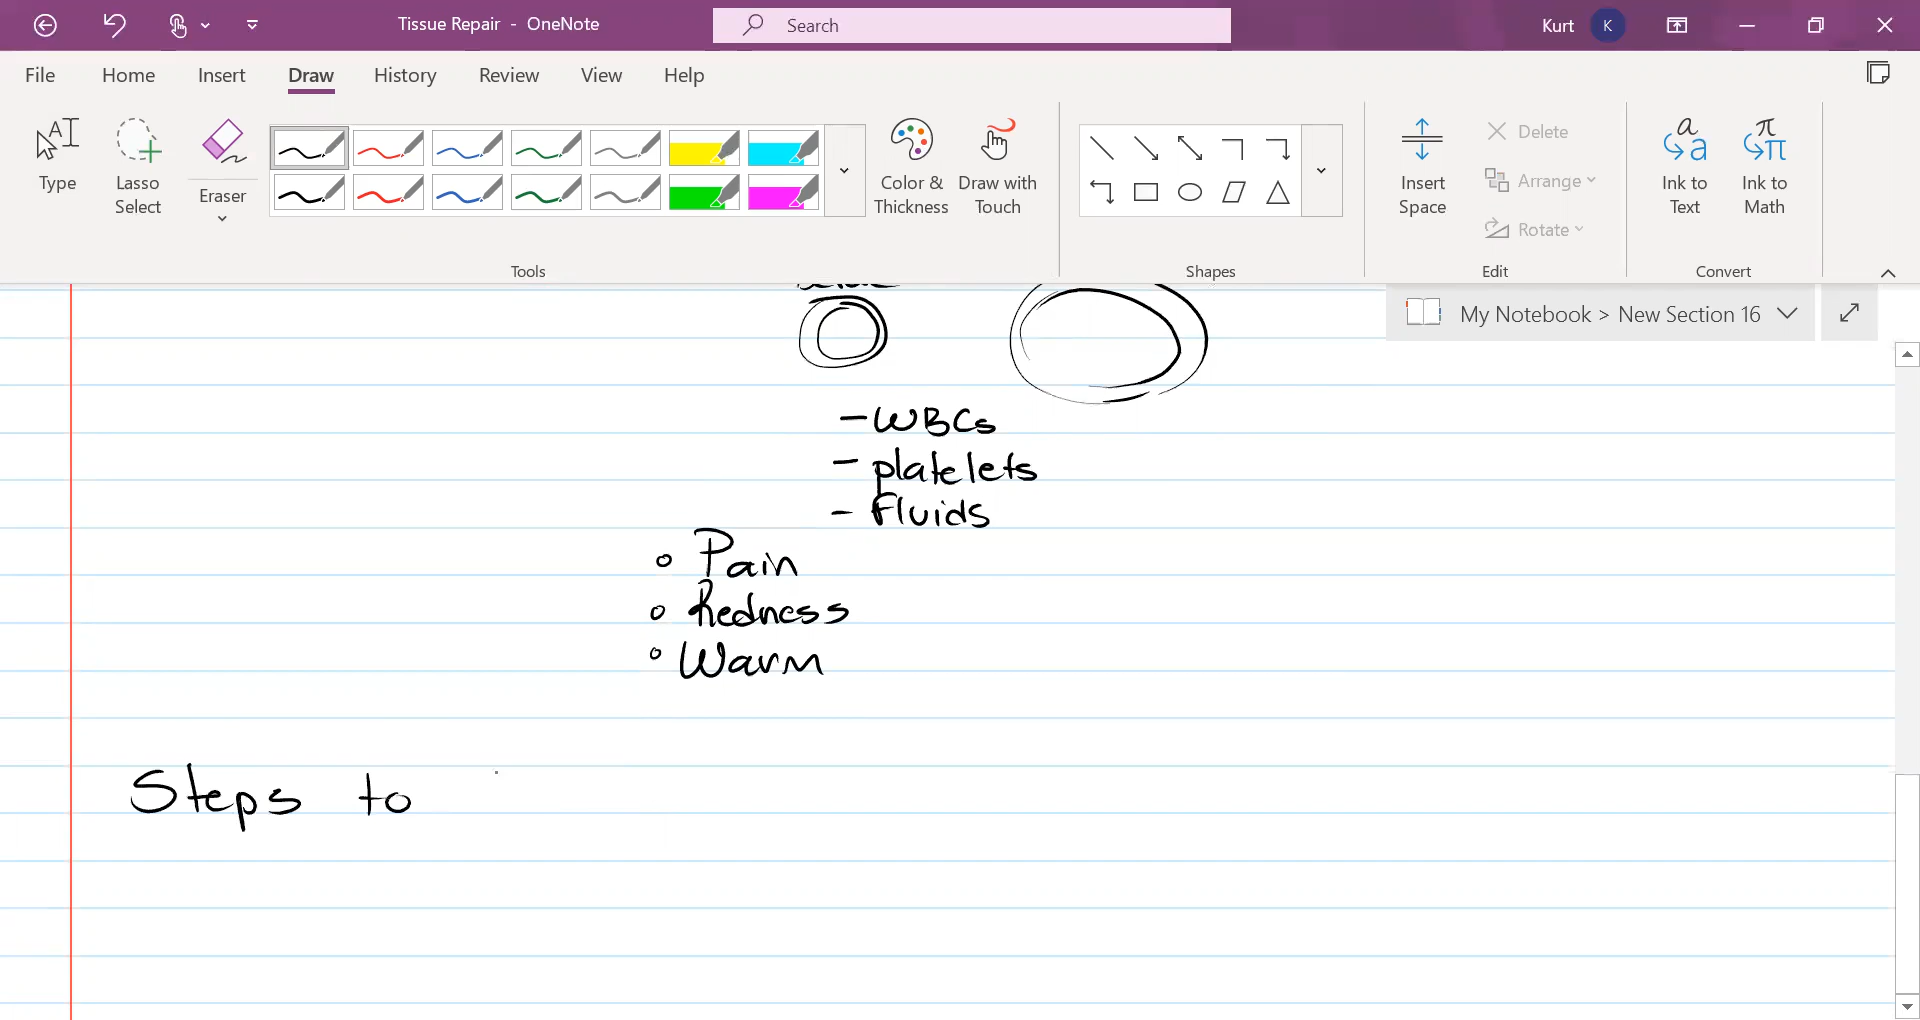 Tissue Repair - OneNote
Search
Kurt
K
File Home Insert Draw History Review View Help
Type
Lasso Select
Eraser
Color & Thickness
Draw with Touch
Insert Space
Delete
Arrange
Rotate
a
a
Ink to Text
π
π
Ink to Math
Tools Shapes Edit Convert
My Notebook > New Section 16
- WBCs
- platelets
- Fluids
Pain
Redness
Warm
Steps to